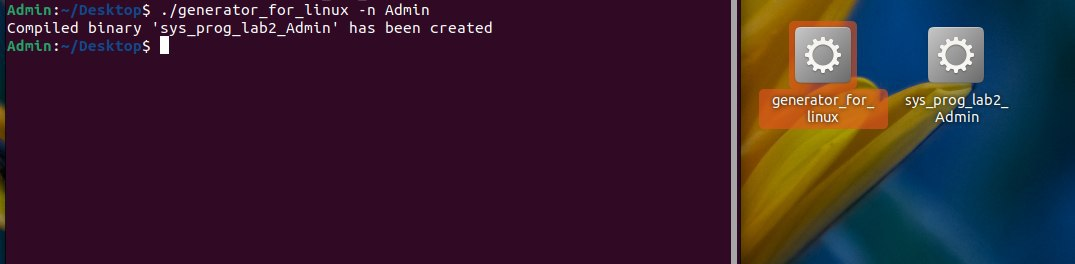 Admin:~/Desktop$ ./generator_for_linux -n Admin
Compiled binary 'sys_prog_lab2_Admin' has been created
Admin:~/Desktop$
generator_for_
linux
sys_prog_lab2_
Admin